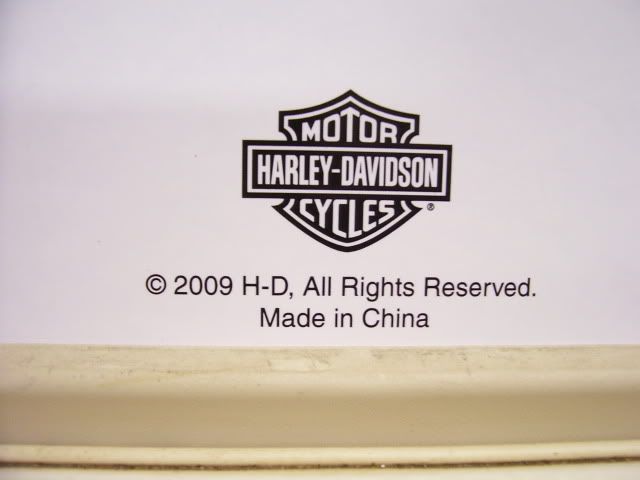 MOTOR
HARLEY-DAVIDSON
CYCLES
®
© 2009 H-D, All Rights Reserved.
Made in China